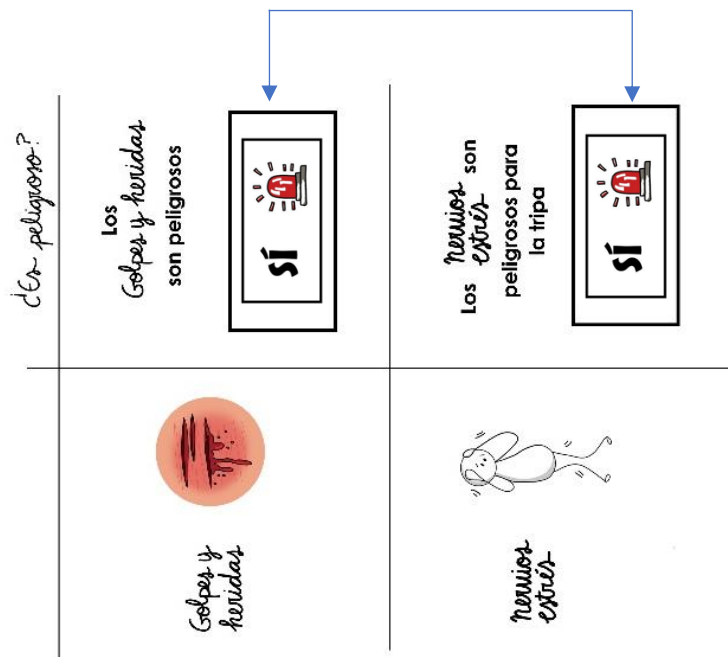 ¿Es peligroso?
Golpes y
heridas
Los
Golpes y heridas
son peligrosos
SÍ
nervios
estrés
Los nervios
estrés son
peligrosos para
la tripa
SÍ